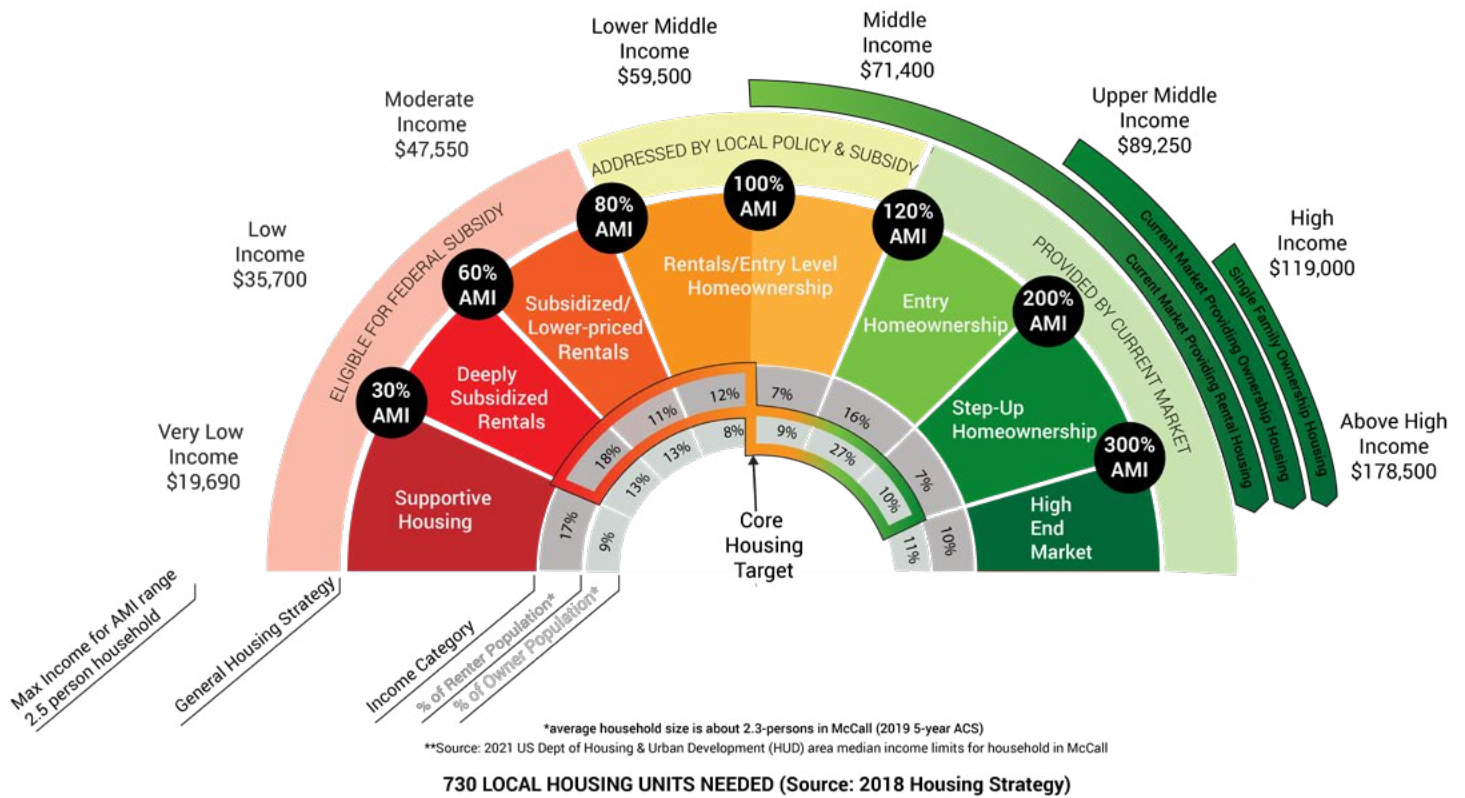 Lower Middle
Income
$59,500
Middle
Income
$71,400
Moderate
Income
$47,550
Upper Middle
Income
$89,250
Low
Income
$35,700
High
Income
$119,000
Very Low
Income
$19,690
Above High
Income
$178,500
ELIGIBLE FOR FEDERAL SUBSIDY
ADDRESSED BY LOCAL POLICY & SUBSIDY
PROVIDED BY CURRENT MARKET
Current Market Providing Rental Housing
Current Market Providing Ownership Housing
Single Family Ownership Housing
30%
AMI
60%
AMI
80%
AMI
100%
AMI
120%
AMI
200%
AMI
300%
AMI
Supportive
Housing
Deeply
Subsidized
Rentals
Subsidized/
Lower-priced
Rentals
Rentals/Entry Level
Homeownership
Entry
Homeownership
Step-Up
Homeownership
High
End
Market
17%
18%
11%
12%
7%
16%
7%
10%
9%
13%
13%
8%
9%
27%
10%
11%
Core
Housing
Target
Max Income for AMI range
2.5 person household
General Housing Strategy
Income Category
% of Renter Population*
% of Owner Population*
*average household size is about 2.3-persons in McCall (2019 5-year ACS)
**Source: 2021 US Dept of Housing & Urban Development (HUD) area median income limits for household in McCall
730 LOCAL HOUSING UNITS NEEDED (Source: 2018 Housing Strategy)